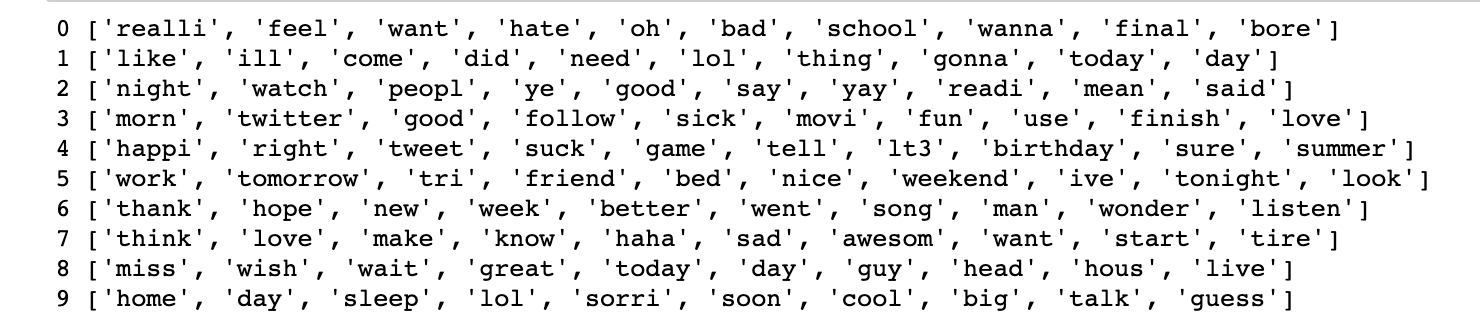 0 ['realli', 'feel', 'want', 'hate', 'oh', 'bad', 'school', 'wanna', 'final', 'bore']
1 ['like', 'ill', 'come', 'did', 'need', 'lol', 'thing', 'gonna', 'today', 'day']
2 ['night', 'watch', 'peopl', 'ye', 'good', 'say', 'yay', 'readi', 'mean', 'said']
3 ['morn', 'twitter', 'good', 'follow', 'sick', 'movi', 'fun', 'use', 'finish', 'love']
4 ['happi', 'right', 'tweet', 'suck', 'game', 'tell', 'lt3', 'birthday', 'sure', 'summer']
5 ['work', 'tomorrow', 'tri', 'friend', 'bed', 'nice', 'weekend', 'ive', 'tonight', 'look']
6 ['thank', 'hope', 'new', 'week', 'better', 'went', 'song', 'man', 'wonder', 'listen']
7 ['think', 'love', 'make', 'know', 'haha', 'sad', 'awesom', 'want', 'start', 'tire']
8 ['miss', 'wish', 'wait', 'great', 'today', 'day', 'guy', 'head', 'hous', 'live']
9 ['home', 'day', 'sleep', 'lol', 'sorri', 'soon', 'cool', 'big', 'talk', 'guess']